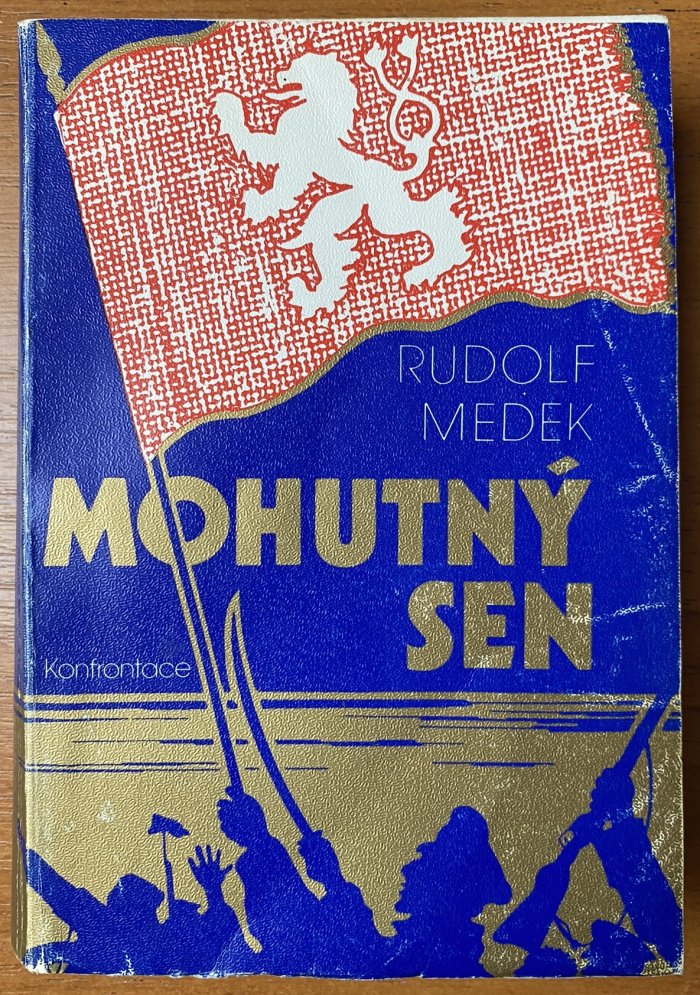 RUDOLF
MEDEK
MOHUTNÝ
SEN
Konfrontace